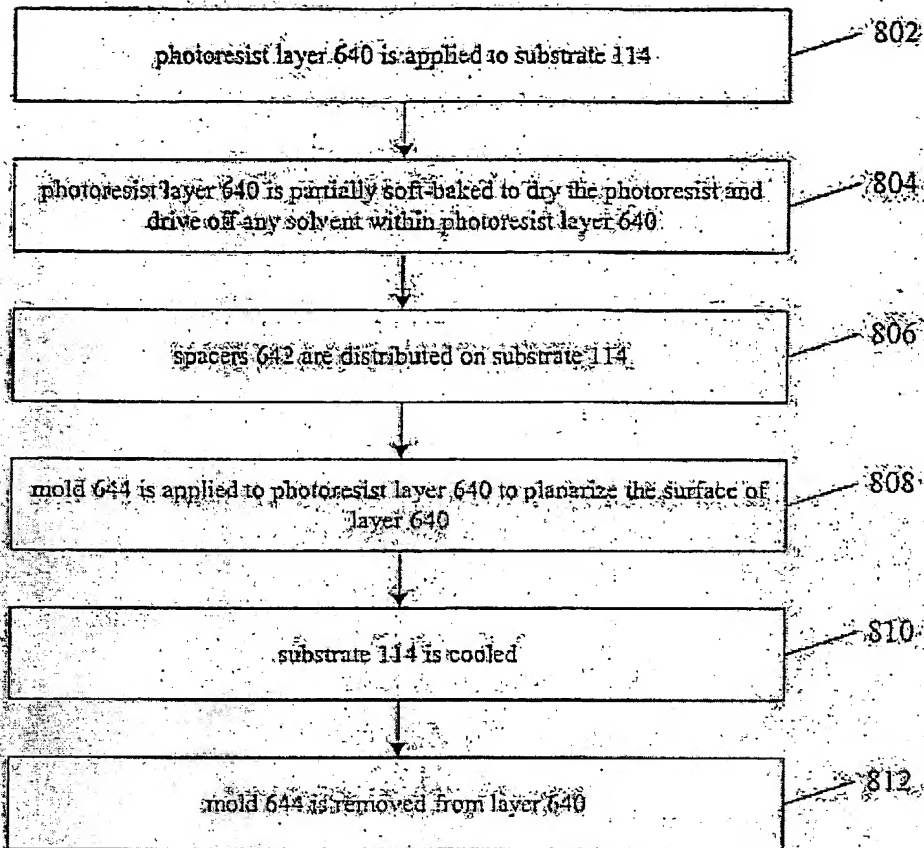 photoresist layer 640 is applied to substrate 114
802
photoresist layer 640 is partially soft-baked to dry the photoresist and
drive off any solvent within photoresist layer 640
804
spacers 642 are distributed on substrate 114
806
mold 644 is applied to photoresist layer 640 to planarize the surface of
layer 640
808
substrate 114 is cooled
810
mold 644 is removed from layer 640
812